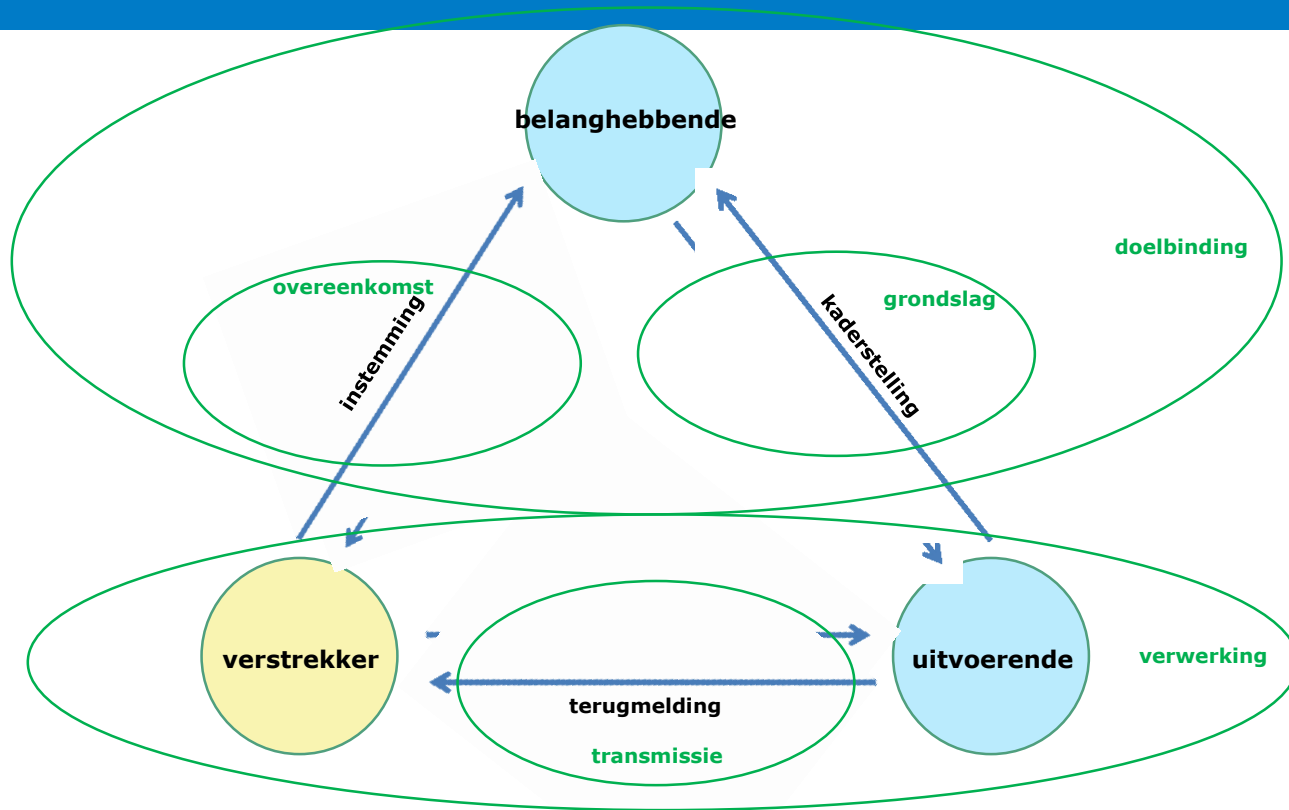 belanghebbende
doelbinding
overeenkomst
grondslag
instemming
kaderstelling
verstrekker
uitvoerende
verwerking
terugmelding
transmissie